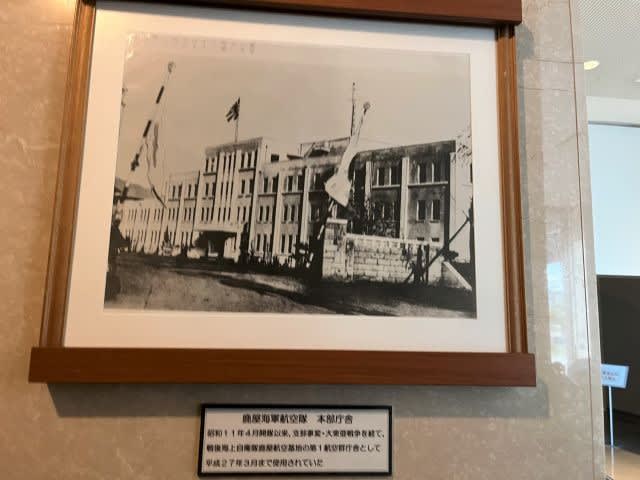 鹿屋海軍航空隊　本部庁舎
昭和１１年４月開隊以来、支那事変・大東亜戦争を経て、
戦後海上自衛隊鹿屋航空基地の第１航空群庁舎として
平成２７年３月まで使用されていた